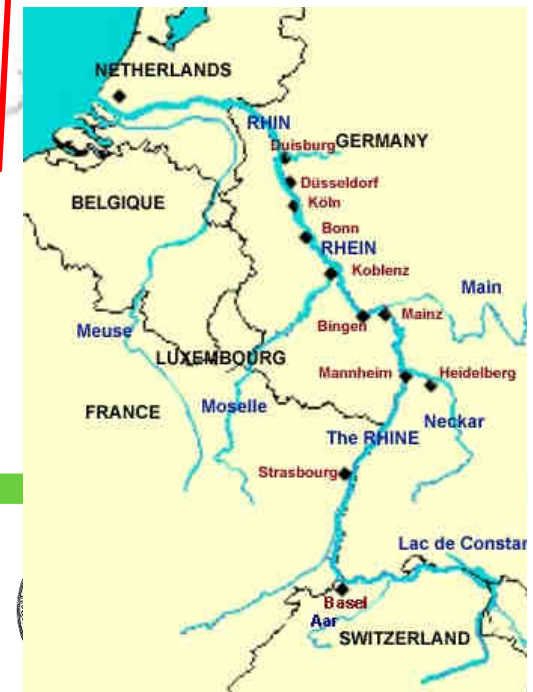 NETHERLANDS
RHIN
Duisburg
GERMANY
Düsseldorf
BELGIQUE
Köln
Bonn
RHEIN
Koblenz
Main
Bingen
Mainz
Meuse
LUXEMBOURG
Mannheim
Heidelberg
FRANCE
Moselle
Neckar
The RHINE
Strasbourg
Lac de Constan
Basel
Aar
SWITZERLAND